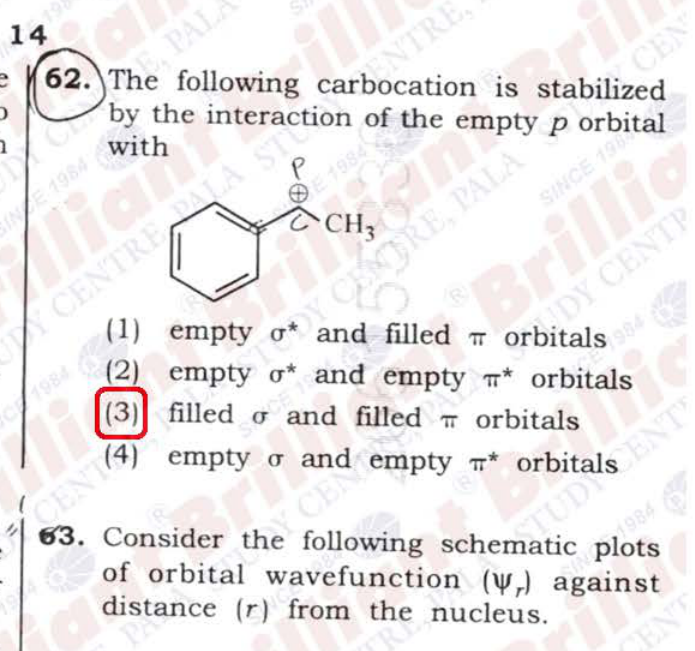 14
62. The following carbocation is stabilized
by the interaction of the empty p orbital
with
p
⊕
C CH₃
(1) empty σ* and filled π orbitals
(2) empty σ* and empty π* orbitals
(3) filled σ and filled π orbitals
(4) empty σ and empty π* orbitals
63. Consider the following schematic plots
of orbital wavefunction (Ψᵣ) against
distance (r) from the nucleus.